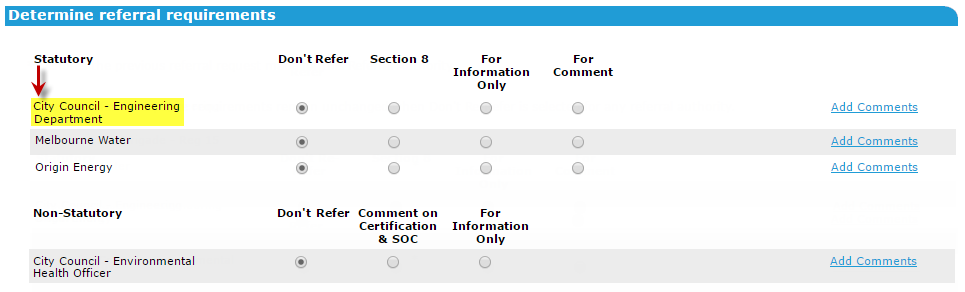 Determine referral requirements
Statutory Don't Refer Section 8 For Information Only For Comment
City Council - Engineering Department Add Comments
Melbourne Water Add Comments
Origin Energy Add Comments
Non-Statutory Don't Refer Comment on Certification & SOC For Information Only
City Council - Environmental Health Officer Add Comments